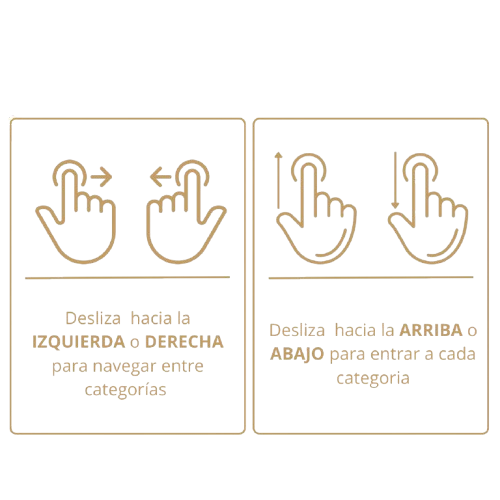 Desliza hacia la
IZQUIERDA o DERECHA
para navegar entre
categorías
Desliza hacia la ARRIBA o
ABAJO para entrar a cada
categoria